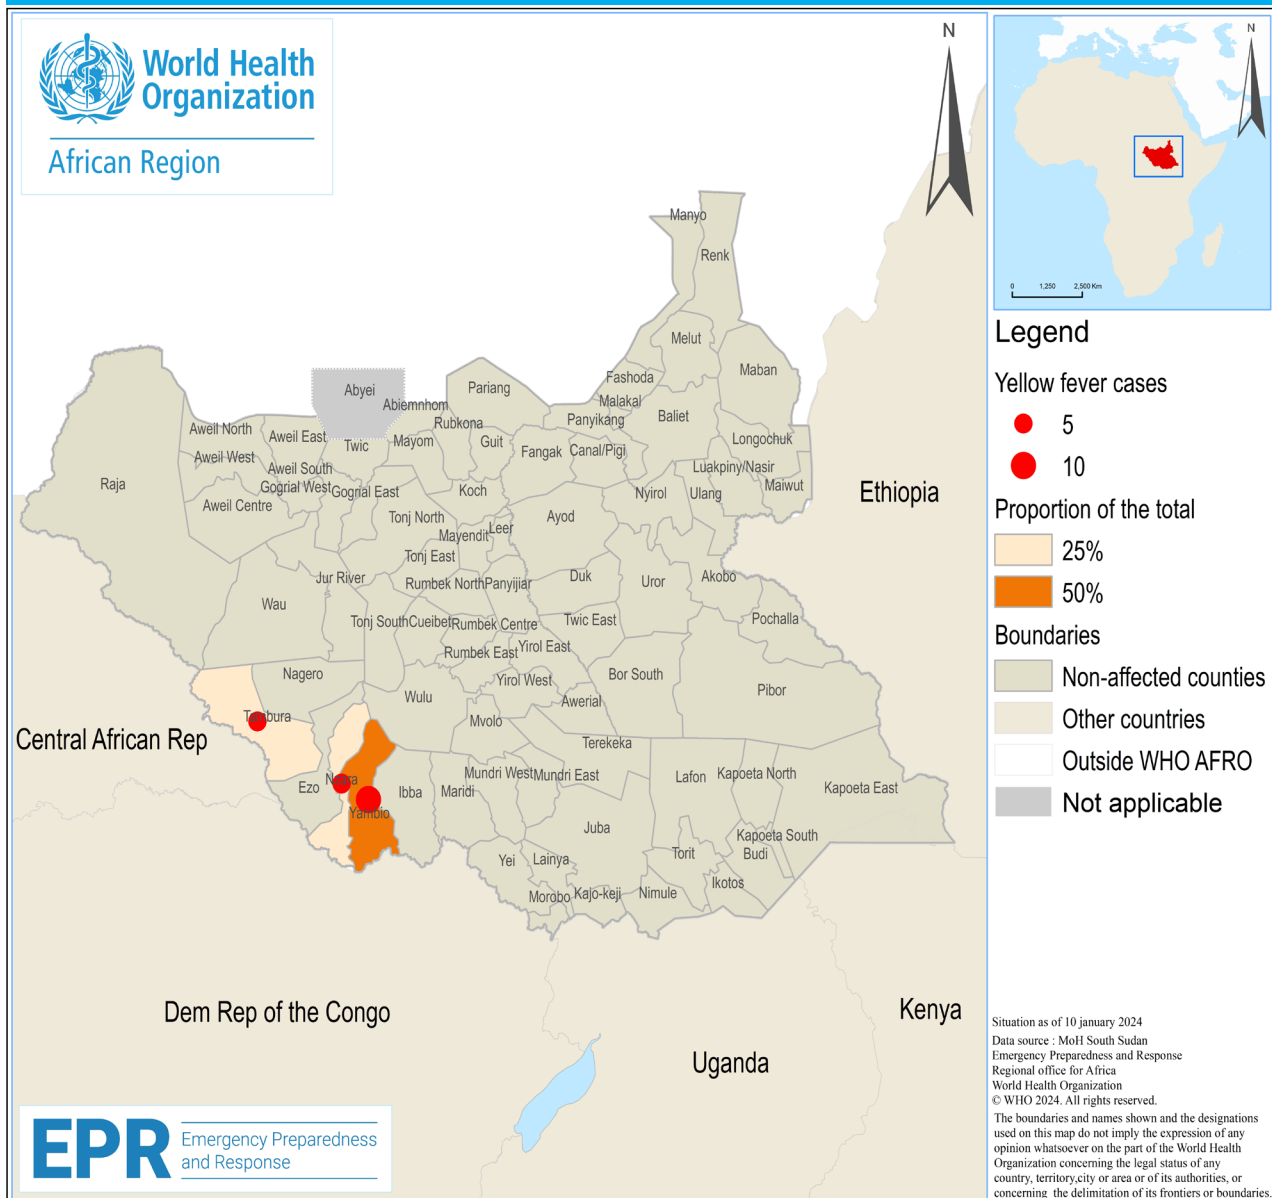 World Health
Organization
African Region
N
N
0 1,250 2,500 Km
Legend
Yellow fever cases
5
10
Proportion of the total
25%
50%
Boundaries
Non-affected counties
Other countries
Outside WHO AFRO
Not applicable
Manyo
Renk
Melut
Maban
Fashoda
Malakal
Panyikang
Baliet
Abyei
Abiemnhom
Pariang
Rubkona
Aweil North
Aweil East
Twic
Mayom
Guit
Fangak
Canal/Pigi
Longochuk
Aweil West
Aweil South
Luakpiny/Nasir
Raja
Gogrial West
Gogrial East
Koch
Nyirol
Ulang
Maiwut
Ethiopia
Aweil Centre
Tonj North
Leer
Mayendit
Ayod
Tonj East
Jur River
Rumbek North
Panyijiar
Duk
Uror
Akobo
Wau
Tonj South
Cueibet
Rumbek Centre
Twic East
Pochalla
Rumbek East
Yirol East
Nagero
Yirol West
Bor South
Pibor
Wulu
Awerial
Tambura
Mvolo
Central African Rep
Terekeka
Nzara
Ezo
Ibba
Maridi
Mundri West
Mundri East
Lafon
Kapoeta North
Kapoeta East
Yambio
Juba
Kapoeta South
Yei
Lainya
Torit
Budi
Morobo
Kajo-keji
Nimule
Ikotos
Dem Rep of the Congo
Kenya
Uganda
Situation as of 10 january 2024
Data source : MoH South Sudan
Emergency Preparedness and Response
Regional office for Africa
World Health Organization
© WHO 2024. All rights reserved.
The boundaries and names shown and the designations
used on this map do not imply the expression of any
opinion whatsoever on the part of the World Health
Organization concerning the legal status of any
country, territory,city or area or of its authorities, or
concerning the delimitation of its frontiers or boundaries
EPR
Emergency Preparedness
and Response